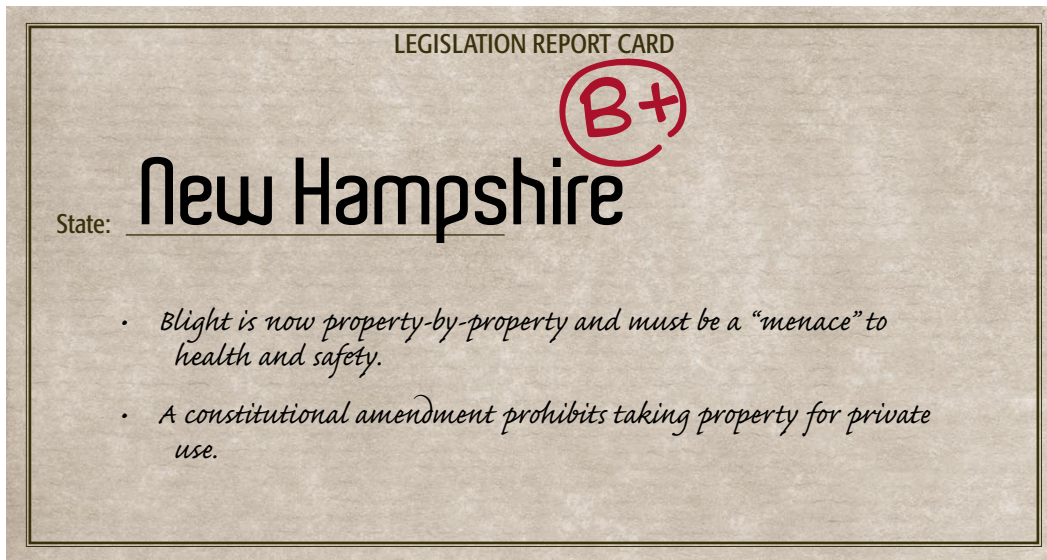 LEGISLATION REPORT CARD
B+
State: New Hampshire
• Blight is now property-by-property and must be a “menace” to
health and safety.
• A constitutional amendment prohibits taking property for private
use.